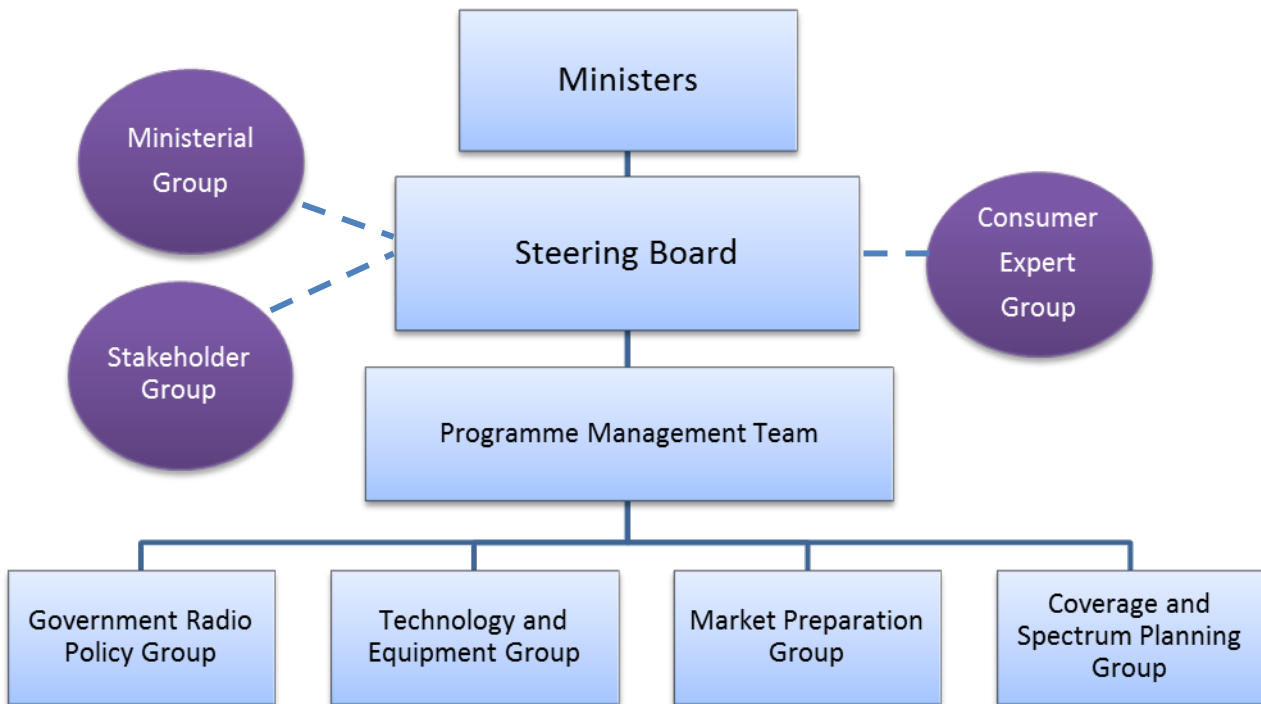 Ministers
Ministerial
Group
Steering Board
Consumer
Expert
Group
Stakeholder
Group
Programme Management Team
Government Radio
Policy Group
Technology and
Equipment Group
Market Preparation
Group
Coverage and
Spectrum Planning
Group